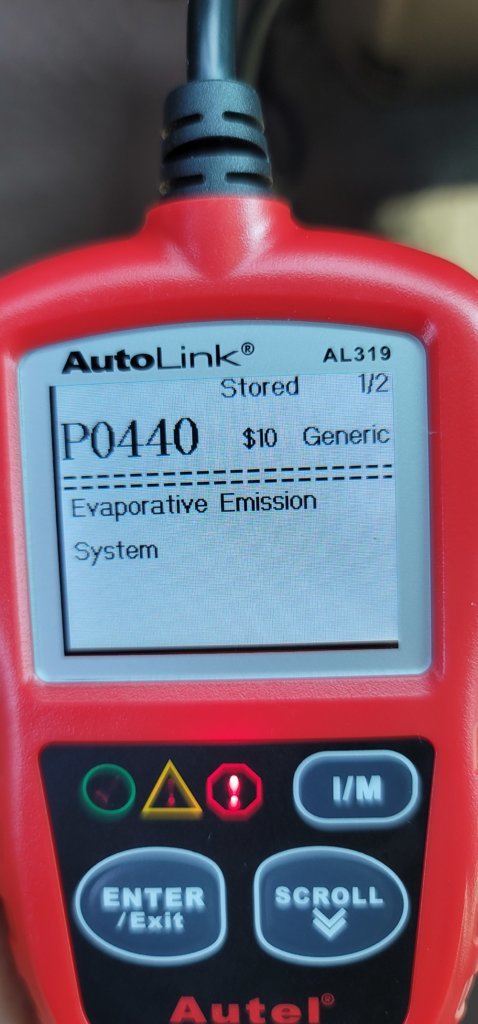 AutoLink® AL319
Stored 1/2
P0440 $10 Generic
Evaporative Emission
System
I/M
ENTER
/Exit
SCROLL
Autel®